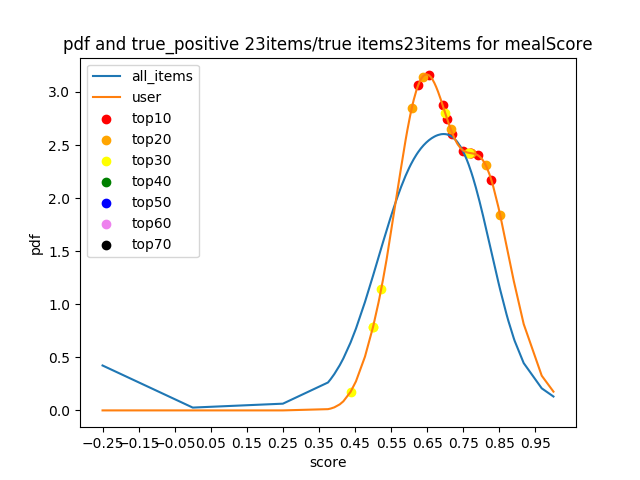 pdf and true_positive 23items/true items23items for mealScore
all_items
user
top10
top20
top30
top40
top50
top60
top70
pdf
3.0
2.5
2.0
1.5
1.0
0.5
0.0
−0.25−0.15−0.05 0.05 0.15 0.25 0.35 0.45 0.55 0.65 0.75 0.85 0.95
score